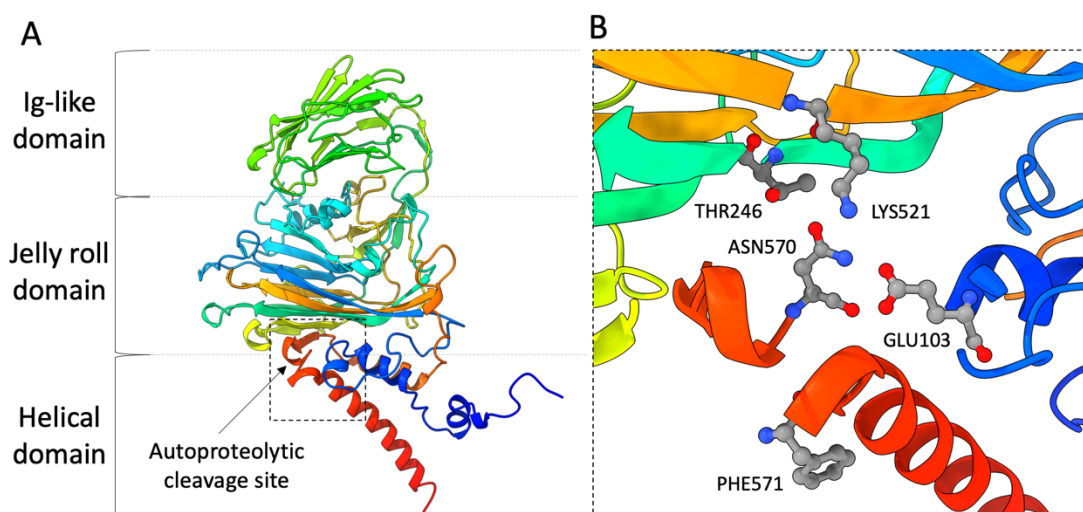 A
Ig-like
domain
Jelly roll
domain
Helical
domain
Autoproteolytic
cleavage site
B
THR246
LYS521
ASN570
GLU103
PHE571